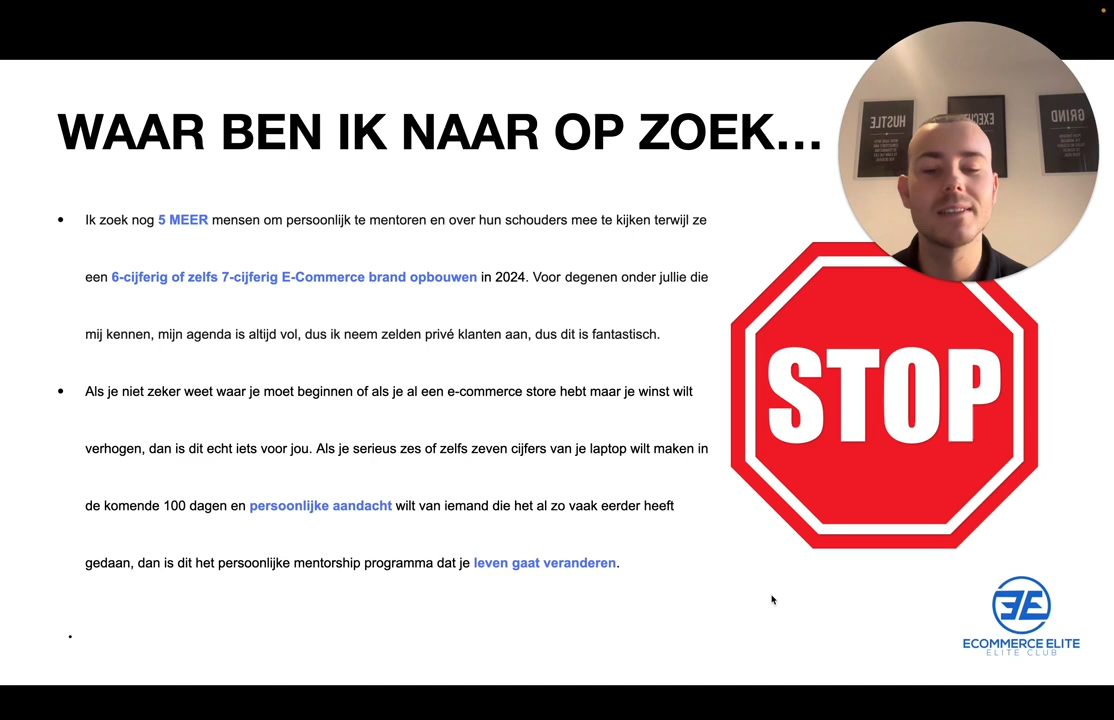 WAAR BEN IK NAAR OP ZOEK...
HUSTLE
GRIND
• Ik zoek nog 5 MEER mensen om persoonlijk te mentoren en over hun schouders mee te kijken terwijl ze
een 6-cijferig of zelfs 7-cijferig E-Commerce brand opbouwen in 2024. Voor degenen onder jullie die
mij kennen, mijn agenda is altijd vol, dus ik neem zelden privé klanten aan, dus dit is fantastisch.
• Als je niet zeker weet waar je moet beginnen of als je al een e-commerce store hebt maar je winst wilt
verhogen, dan is dit echt iets voor jou. Als je serieus zes of zelfs zeven cijfers van je laptop wilt maken in
de komende 100 dagen en persoonlijke aandacht wilt van iemand die het al zo vaak eerder heeft
gedaan, dan is dit het persoonlijke mentorship programma dat je leven gaat veranderen.
STOP
ECOMMERCE ELITE
ELITE CLUB